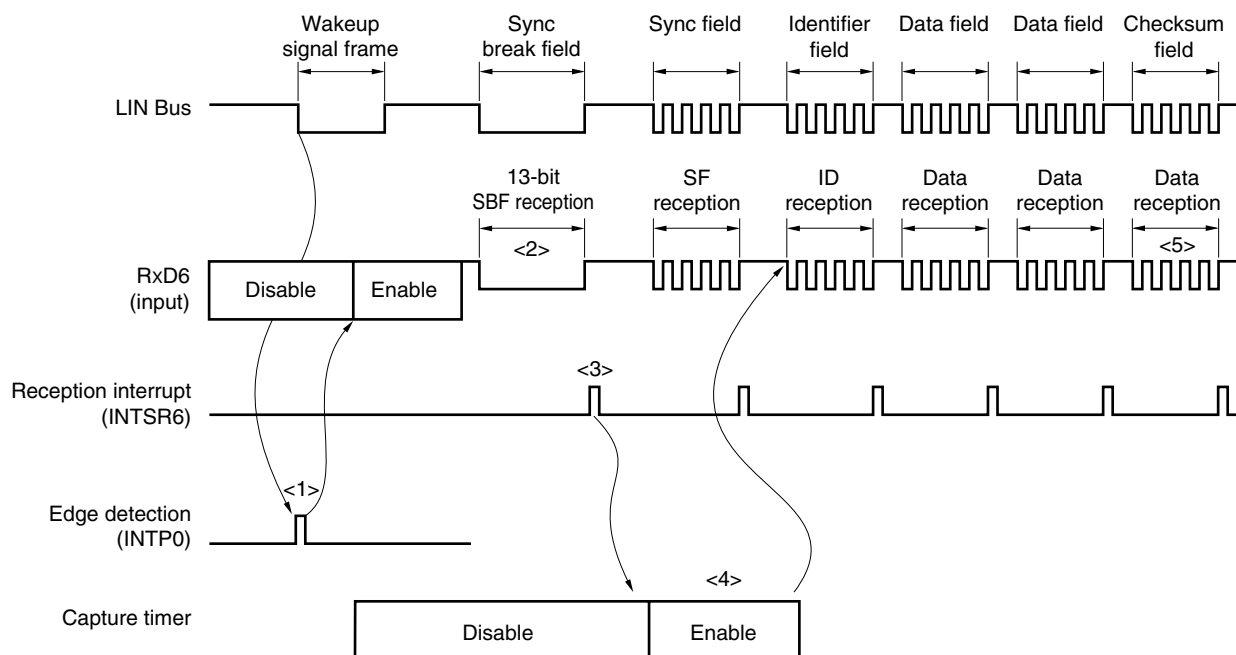 Wakeup
signal frame
Sync
break field
Sync field
Identifier
field
Data field
Data field
Checksum
field
LIN Bus
13-bit
SBF reception
SF
reception
ID
reception
Data
reception
Data
reception
Data
reception
<2>
<5>
RxD6
(input)
Disable
Enable
Reception interrupt
(INTSR6)
<3>
Edge detection
(INTP0)
<1>
Capture timer
Disable
Enable
<4>